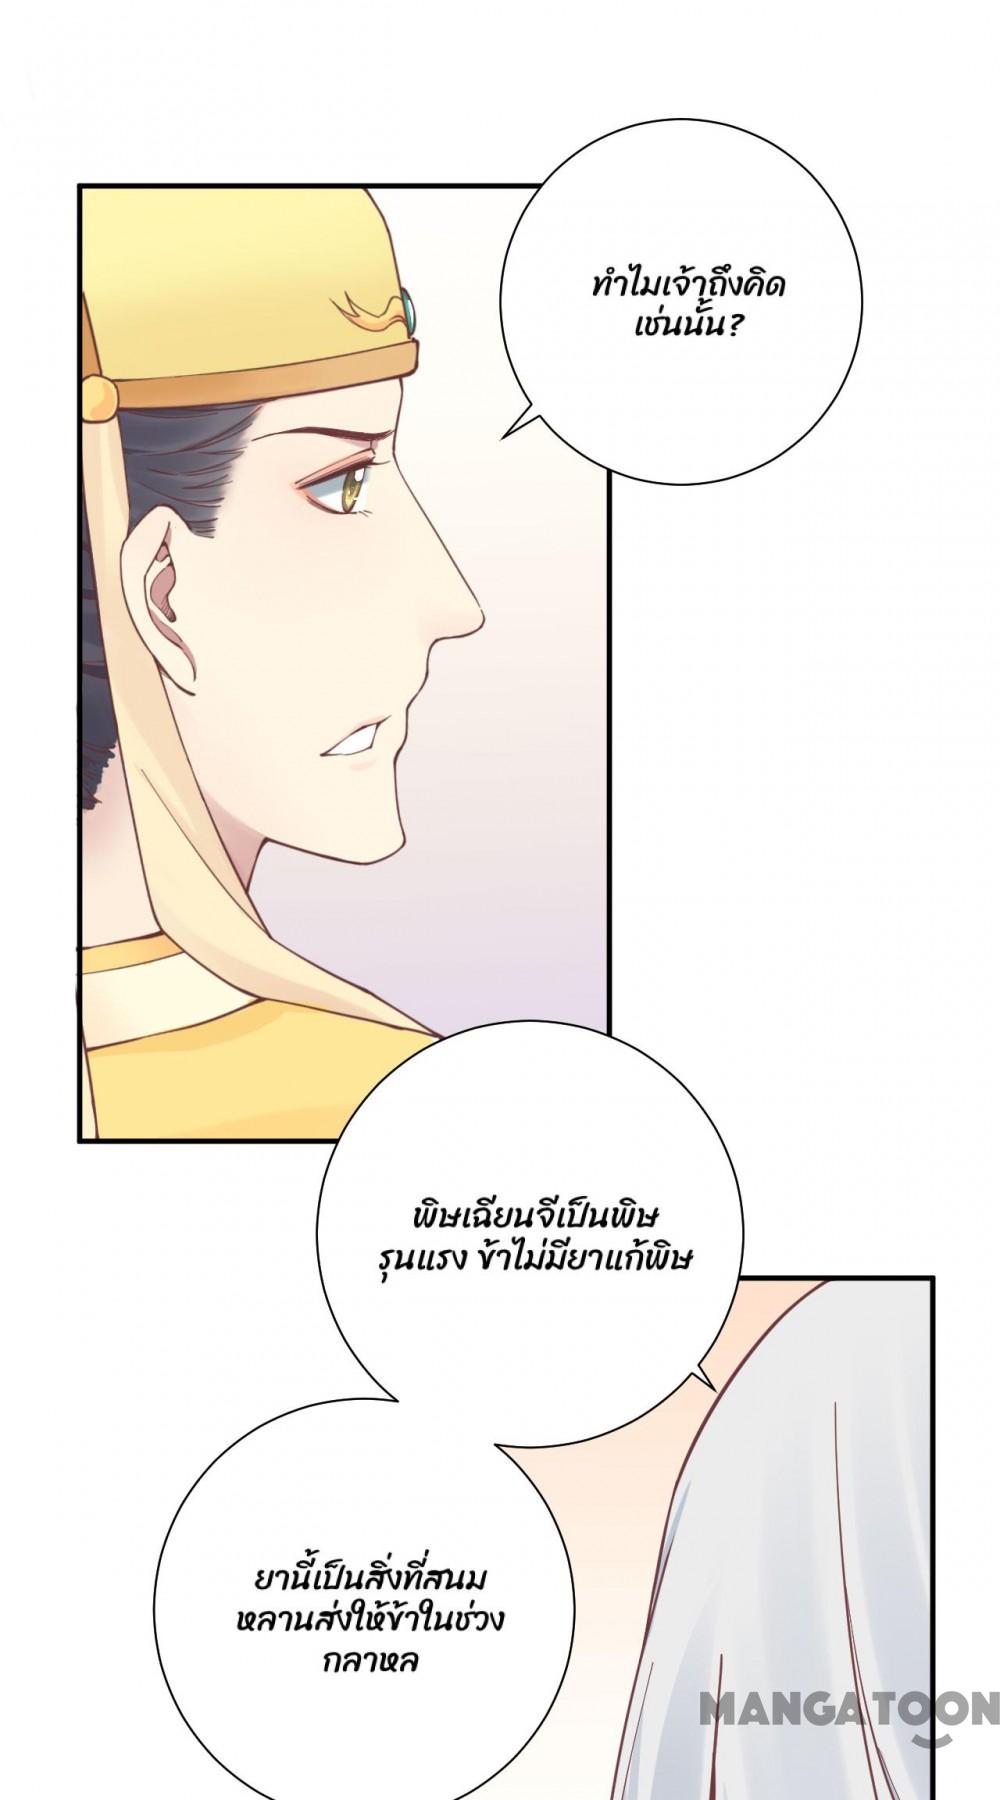 ทำไมเจ้าถึงคิด
เช่นนั้น?
พิษเฉียนจีเป็นพิษ
รุนแรง ข้าไม่มียาแก้พิษ
ยานี้เป็นสิ่งที่สนม
หลานส่งให้ข้าในช่วง
กลาหล
MANGATOON